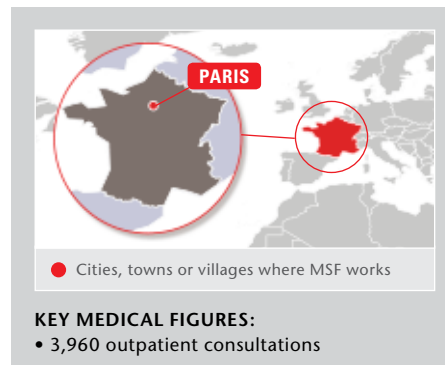 PARIS
Cities, towns or villages where MSF works
KEY MEDICAL FIGURES:
• 3,960 outpatient consultations